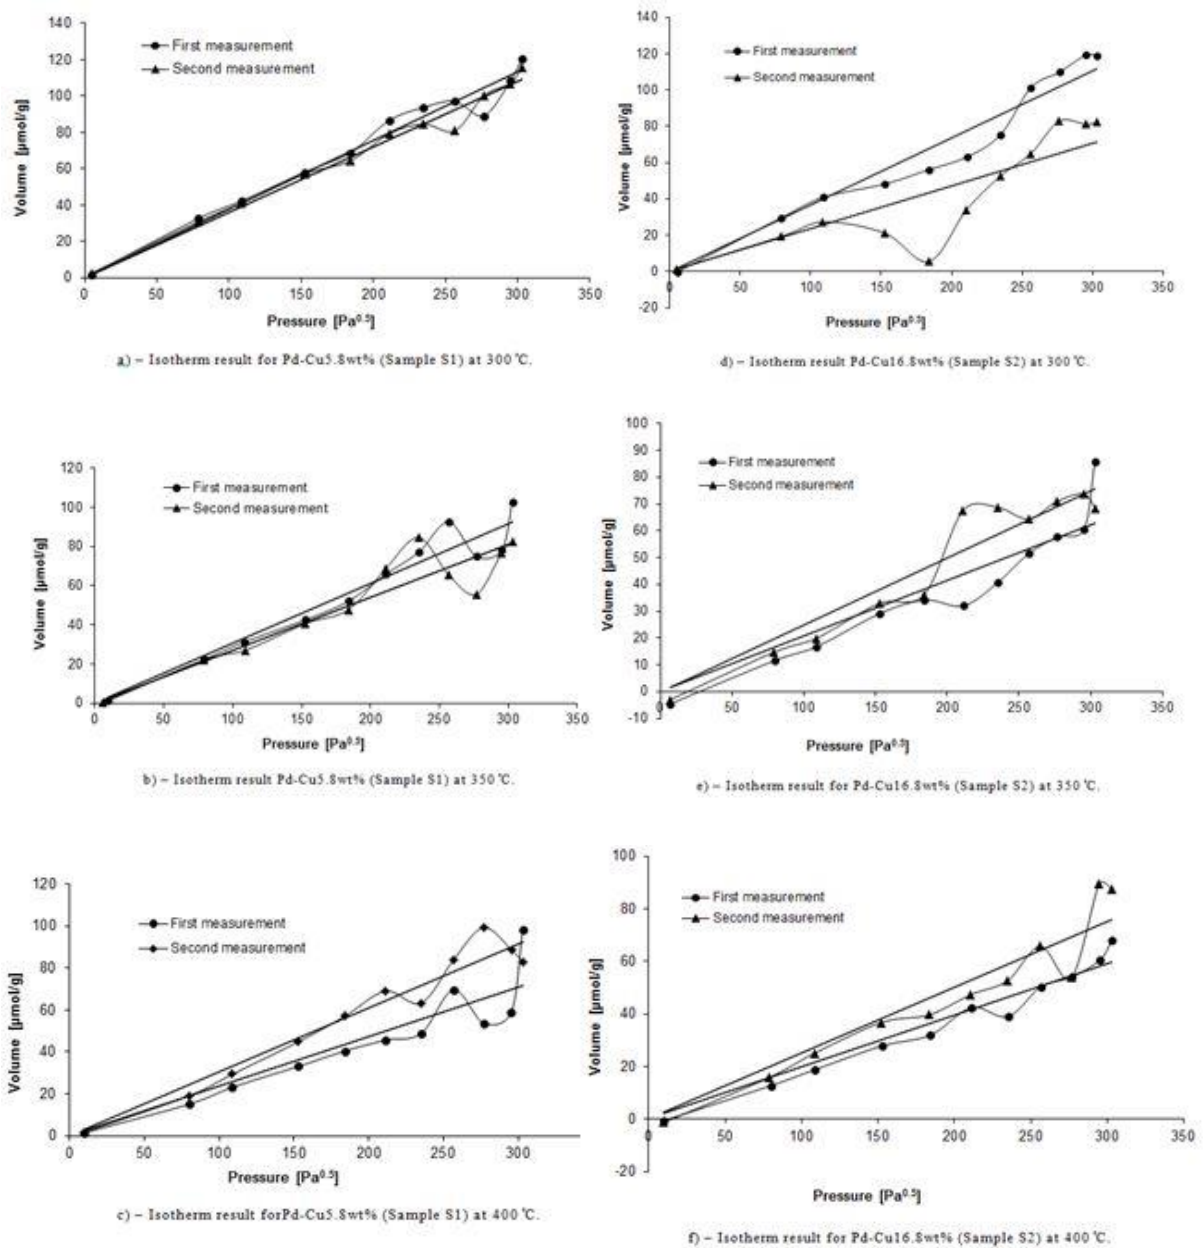 140
120
100
80
60
40
20
0
0 50 100 150 200 250 300 350
First measurement
Second measurement
Volume [µmol/g]
Pressure [Pa0.5]
a) – Isotherm result for Pd-Cu5.8wt% (Sample S1) at 300 ℃.
140
120
100
80
60
40
20
0
-20
50 100 150 200 250 300 350
First measurement
Second measurement
Volume [µmol/g]
Pressure [Pa0.5]
d) – Isotherm result Pd-Cu16.8wt% (Sample S2) at 300 ℃.
120
100
80
60
40
20
0
0 50 100 150 200 250 300 350
First measurement
Second measurement
Volume [µmol/g]
Pressure [Pa0.5]
b) – Isotherm result Pd-Cu5.8wt% (Sample S1) at 350 ℃.
100
90
80
70
60
50
40
30
20
10
0
-10
0 50 100 150 200 250 300 350
First measurement
Second measurement
Volume [µmol/g]
Pressure [Pa0.5]
e) – Isotherm result for Pd-Cu16.8wt% (Sample S2) at 350 ℃.
120
100
80
60
40
20
0
0 50 100 150 200 250 300
First measurement
Second measurement
Volume [µmol/g]
Pressure [Pa0.5]
c) – Isotherm result forPd-Cu5.8wt% (Sample S1) at 400 ℃.
100
80
60
40
20
0
-20
0 50 100 150 200 250 300 350
First measurement
Second measurement
Volume [µmol/g]
Pressure [Pa0.5]
f) – Isotherm result for Pd-Cu16.8wt% (Sample S2) at 400 ℃.